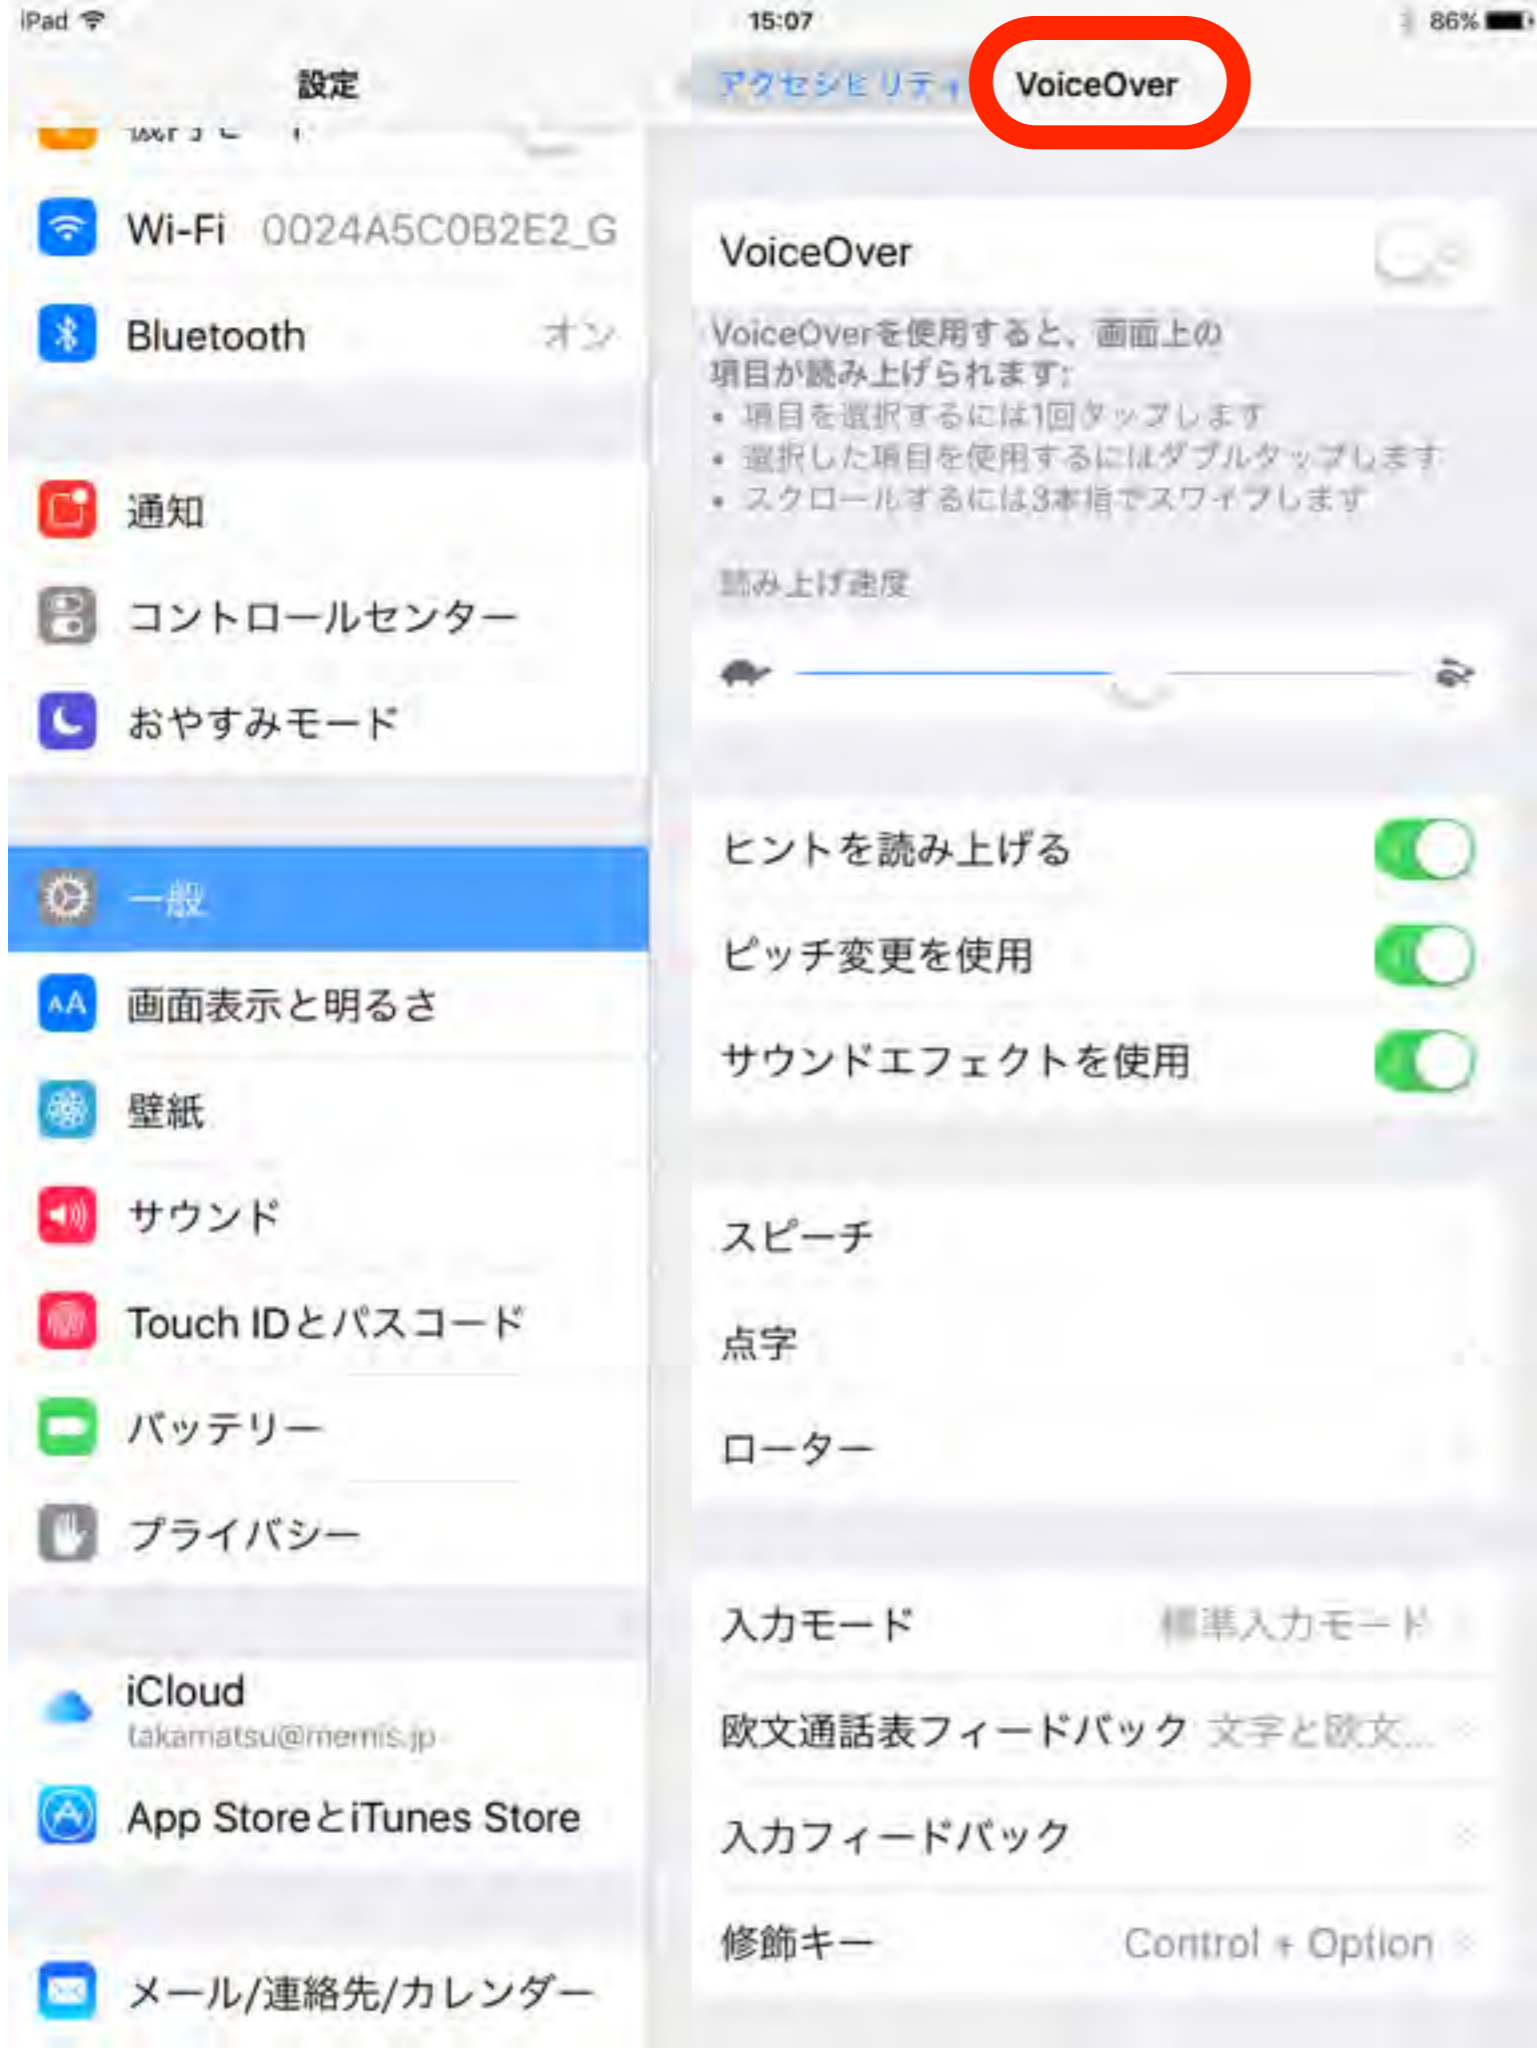 iPad
15:07
86%
設定
アクセシビリティ
VoiceOver
Wi-Fi 0024A5C0B2E2_G
Bluetooth オン
通知
コントロールセンター
おやすみモード
一般
画面表示と明るさ
壁紙
サウンド
Touch IDとパスコード
バッテリー
プライバシー
iCloud
takamatsu@memis.jp
App StoreとiTunes Store
メール/連絡先/カレンダー
VoiceOver
VoiceOverを使用すると、画面上の
項目が読み上げられます:
• 項目を選択するには1回タップします
• 選択した項目を使用するにはダブルタップします
• スクロールするには3本指でスワイプします
読み上げ速度
ヒントを読み上げる
ピッチ変更を使用
サウンドエフェクトを使用
スピーチ
点字
ローター
入力モード 標準入力モード
欧文通話表フィードバック 文字と欧文...
入力フィードバック
修飾キー Control + Option